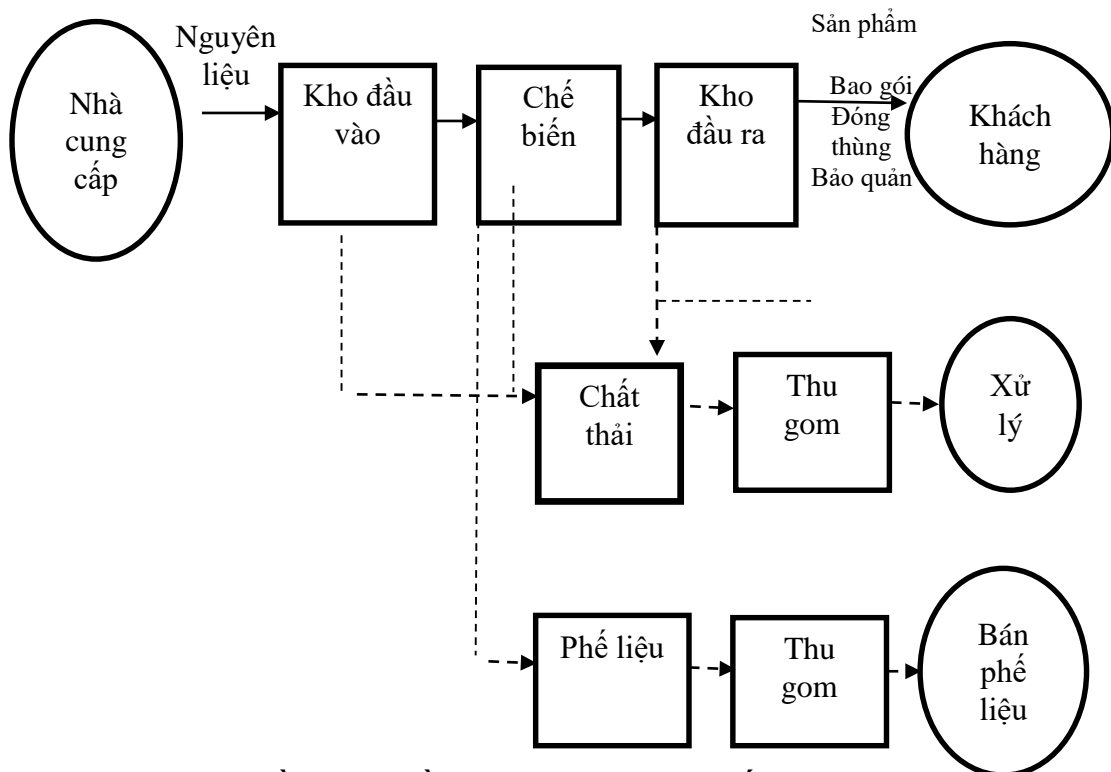 Sản phẩm
Nguyên
liệu
Nhà
cung
cấp
Kho đầu
vào
Chế
biến
Kho
đầu ra
Bao gói
Đóng
thùng
Bảo quản
Khách
hàng
Chất
thải
Thu
gom
Xử
lý
Phế liệu
Thu
gom
Bán
phế
liệu